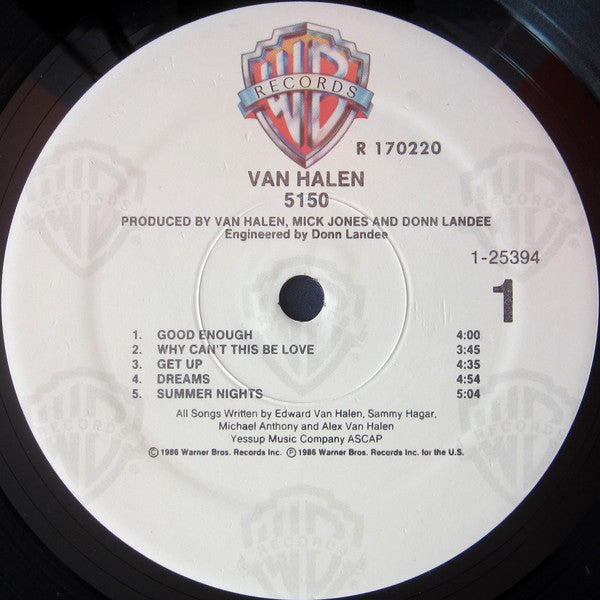 WB
RECORDS
R 170220
VAN HALEN
5150
PRODUCED BY VAN HALEN, MICK JONES AND DONN LANDEE
Engineered by Donn Landee
1-25394
1
1. GOOD ENOUGH 4:00
2. WHY CAN'T THIS BE LOVE 3:45
3. GET UP 4:35
4. DREAMS 4:54
5. SUMMER NIGHTS 5:04
All Songs Written by Edward Van Halen, Sammy Hagar,
Michael Anthony and Alex Van Halen
Yessup Music Company ASCAP
© 1986 Warner Bros. Records Inc. ℗ 1986 Warner Bros. Records Inc. for the U.S.